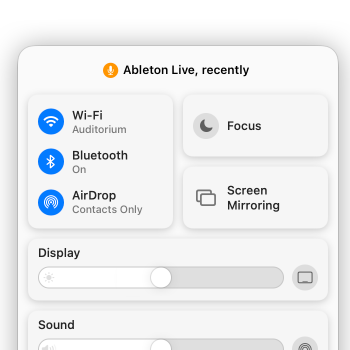 Ableton Live, recently
Wi-Fi
Auditorium
Bluetooth
On
AirDrop
Contacts Only
Focus
Screen
Mirroring
Display
Sound